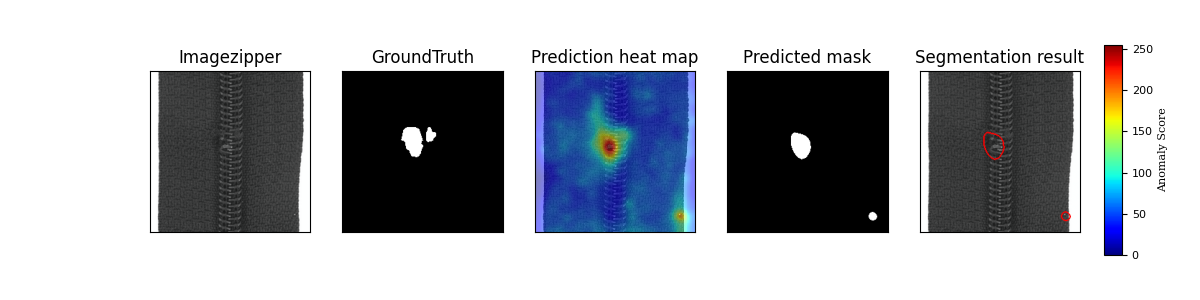 Imagezipper
GroundTruth
Prediction heat map
Predicted mask
Segmentation result
250
200
150
100
50
0
Anomaly Score